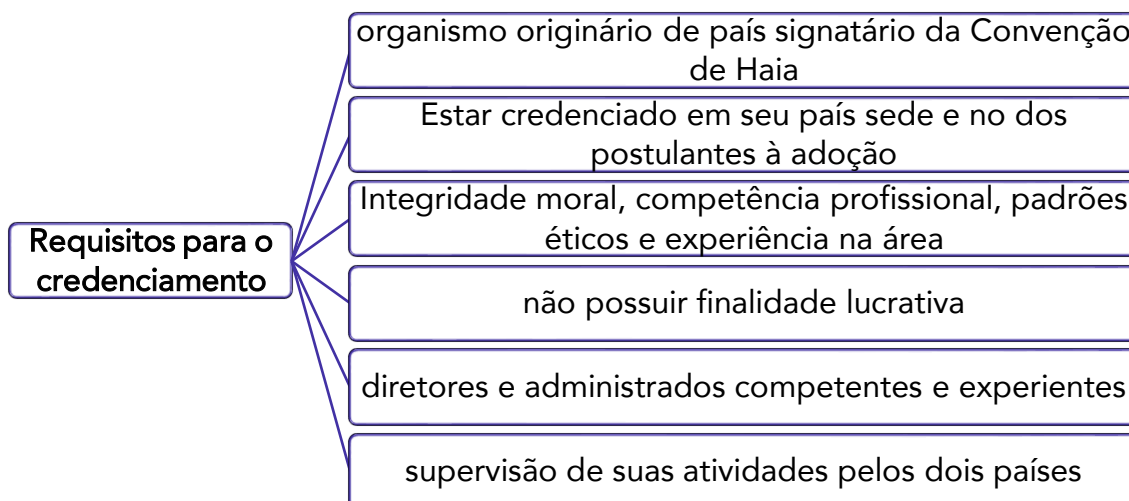 organismo originário de país signatário da Convenção
de Haia
Estar credenciado em seu país sede e no dos
postulantes à adoção
Integridade moral, competência profissional, padrões
éticos e experiência na área
Requisitos para o
credenciamento
não possuir finalidade lucrativa
diretores e administrados competentes e experientes
supervisão de suas atividades pelos dois países